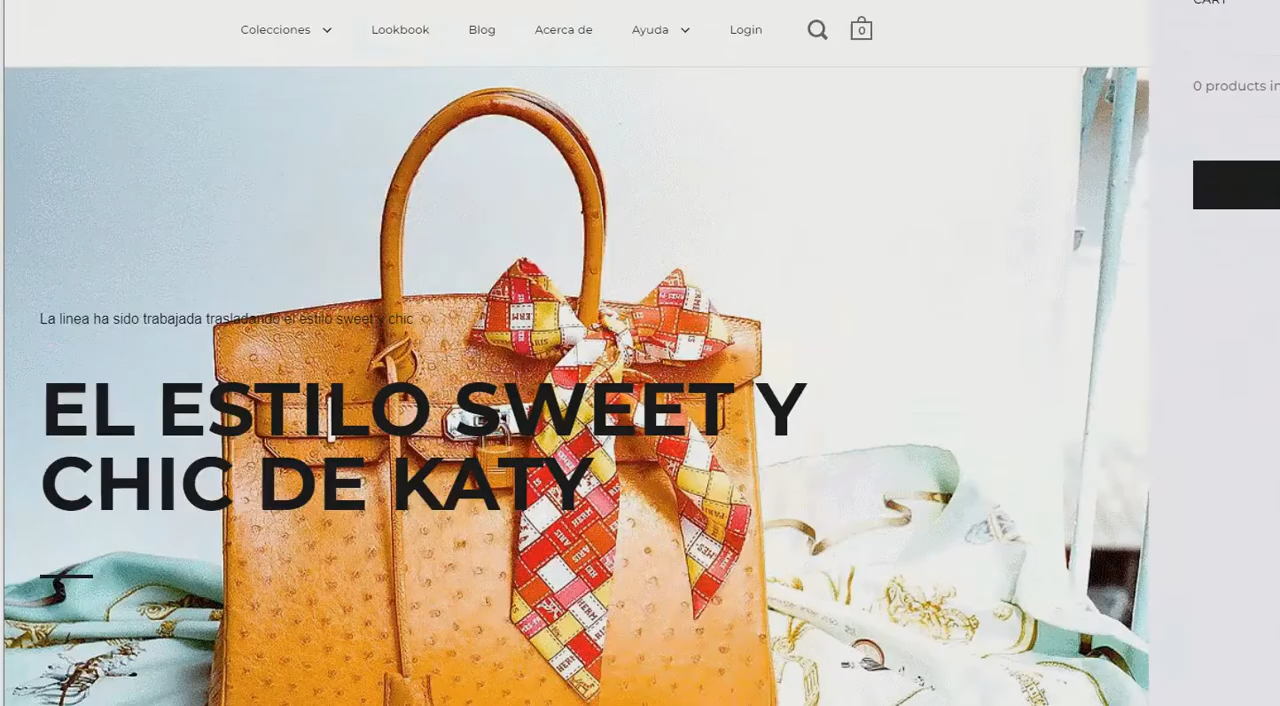 CART
Colecciones Lookbook Blog Acerca de Ayuda Login 0
0 products in
La linea ha sido trabajada trasladando el estilo sweet y chic
EL ESTILO SWEET Y
CHIC DE KATY